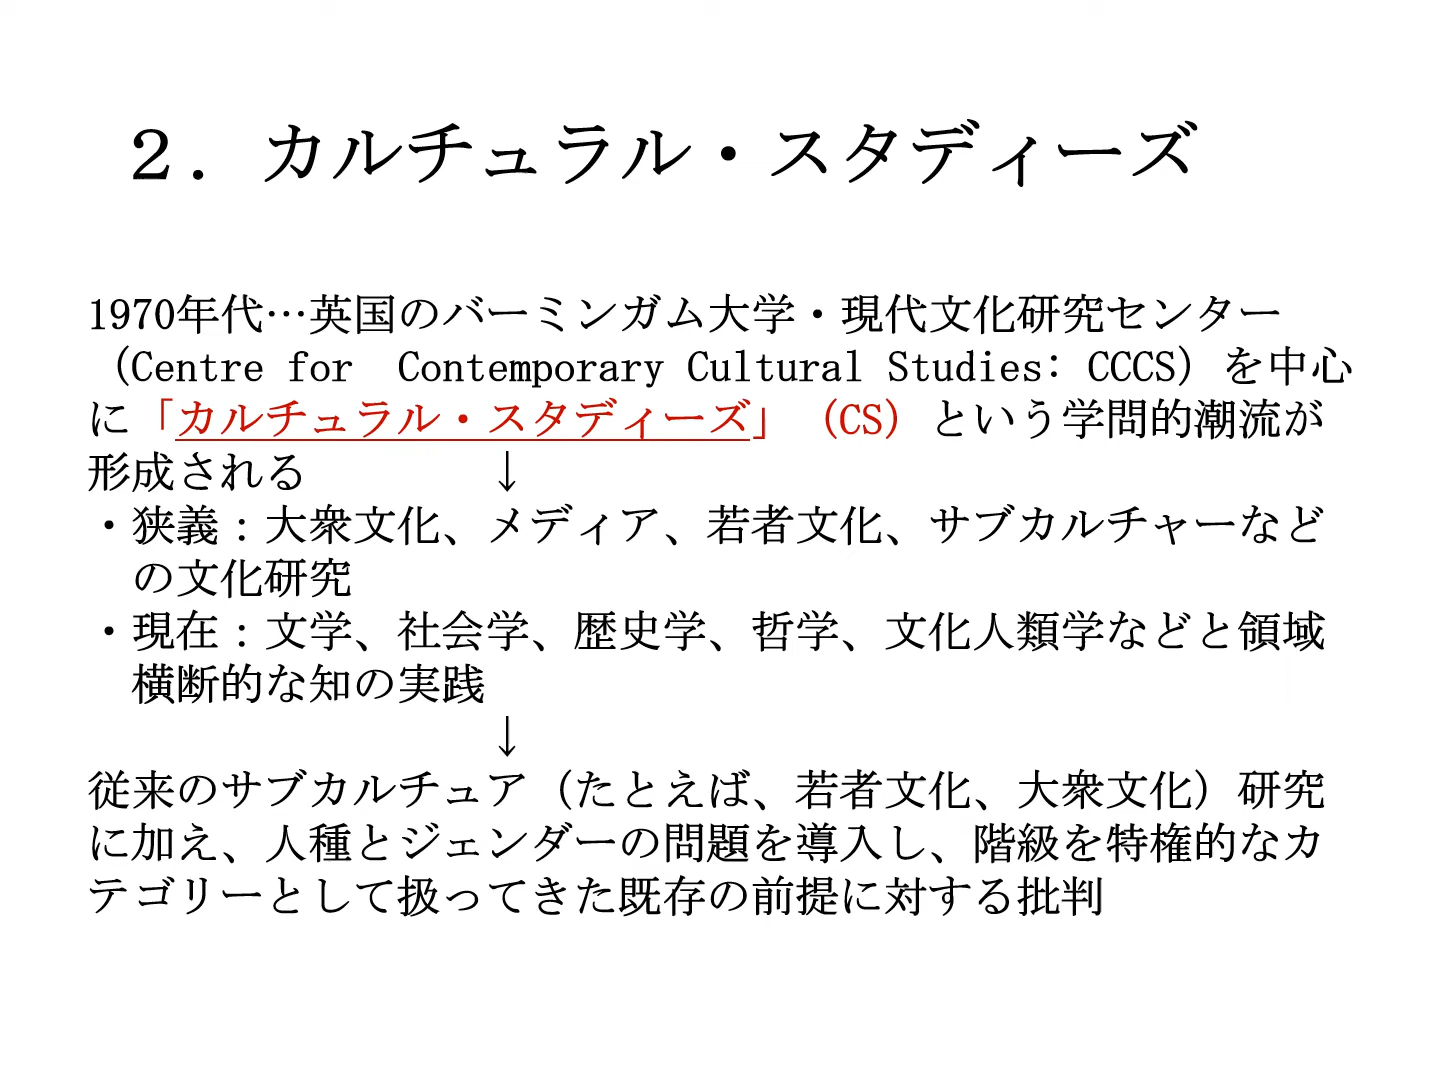 ２．カルチュラル・スタディーズ
1970年代…英国のバーミンガム大学・現代文化研究センター
（Centre for　Contemporary Cultural Studies: CCCS）を中心
に「カルチュラル・スタディーズ」（CS）という学問的潮流が
形成される　　　　↓
・狭義：大衆文化、メディア、若者文化、サブカルチャーなど
の文化研究
・現在：文学、社会学、歴史学、哲学、文化人類学などと領域
横断的な知の実践
↓
従来のサブカルチュア（たとえば、若者文化、大衆文化）研究
に加え、人種とジェンダーの問題を導入し、階級を特権的なカ
テゴリーとして扱ってきた既存の前提に対する批判